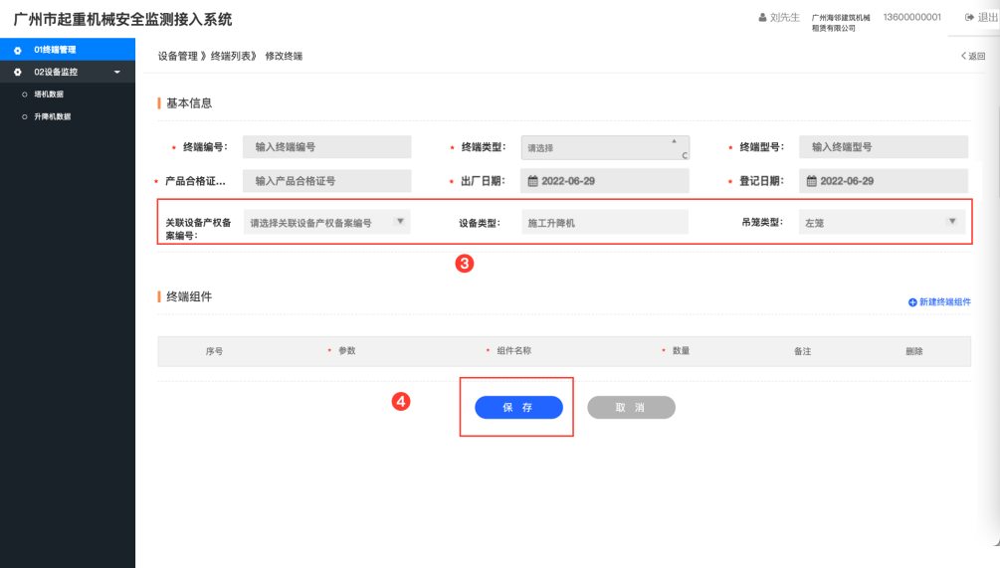 广州市起重机械安全监测接入系统
刘先生 广州海邻建筑机械租赁有限公司 13600000001 退出
01终端管理
02设备监控
塔机数据
升降机数据
设备管理 》终端列表》 修改终端
返回
基本信息
* 终端编号: 输入终端编号 * 终端类型: 请选择 * 终端型号: 输入终端型号
* 产品合格证... 输入产品合格证号 * 出厂日期: 2022-06-29 * 登记日期: 2022-06-29
关联设备产权备案编号: 请选择关联设备产权备案编号 设备类型: 施工升降机 吊笼类型: 左笼
3
终端组件
新建终端组件
序号 * 参数 * 组件名称 * 数量 备注 删除
4
保 存 取 消